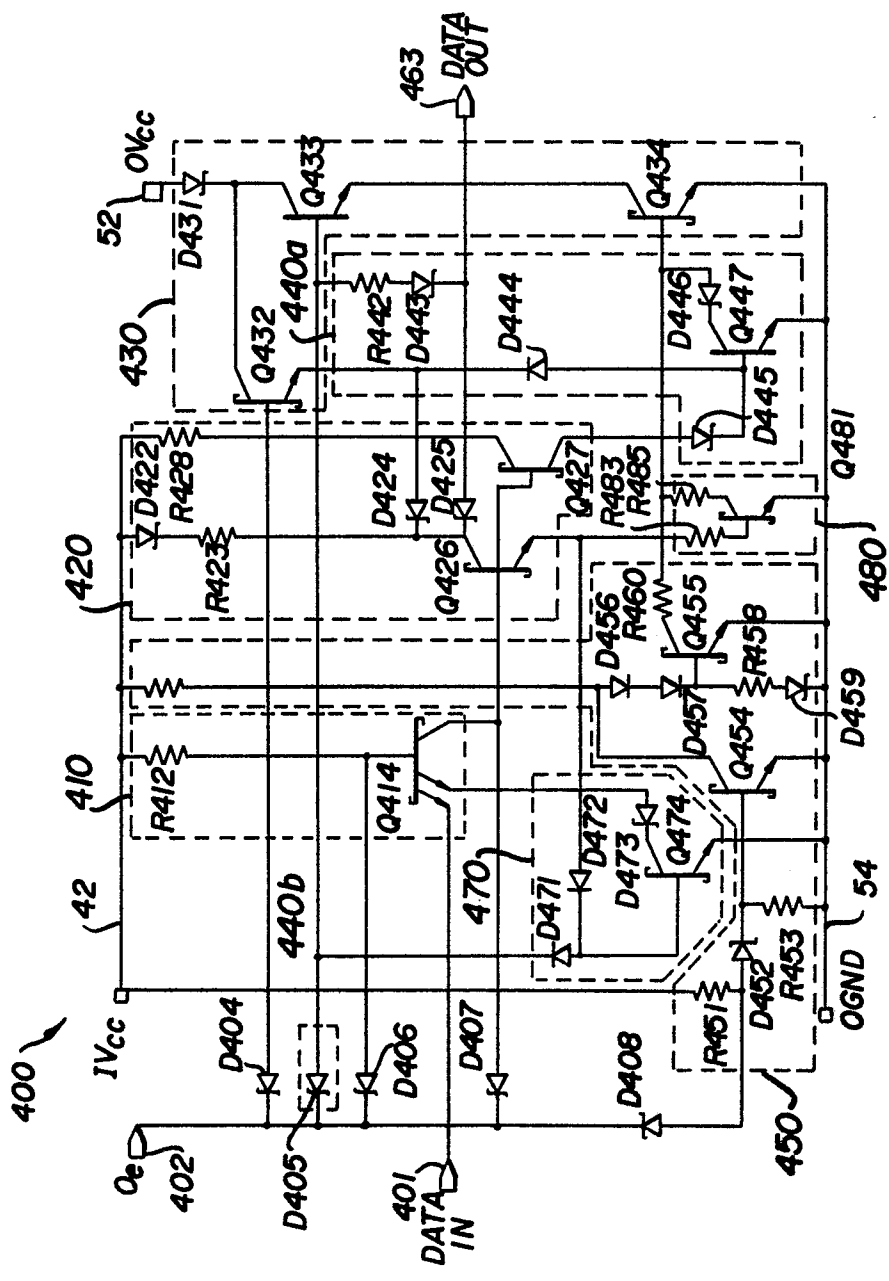 400
IVcc
42
410
420
430
52
OVcc
Oe
402
D404
440b
R412
D422
R428
R423
D431
Q432
440a
Q433
R442
D443
463
DATA
OUT
D405
D406
Q414
D424
D425
Q426
Q427
D444
401
DATA
IN
D407
470
D471
D472
D473
Q474
D456
R460
Q455
R483
R485
D446
Q447
D445
Q434
D408
R451
D452
R453
Q454
D457
R458
D459
Q481
450
OGND
54
480